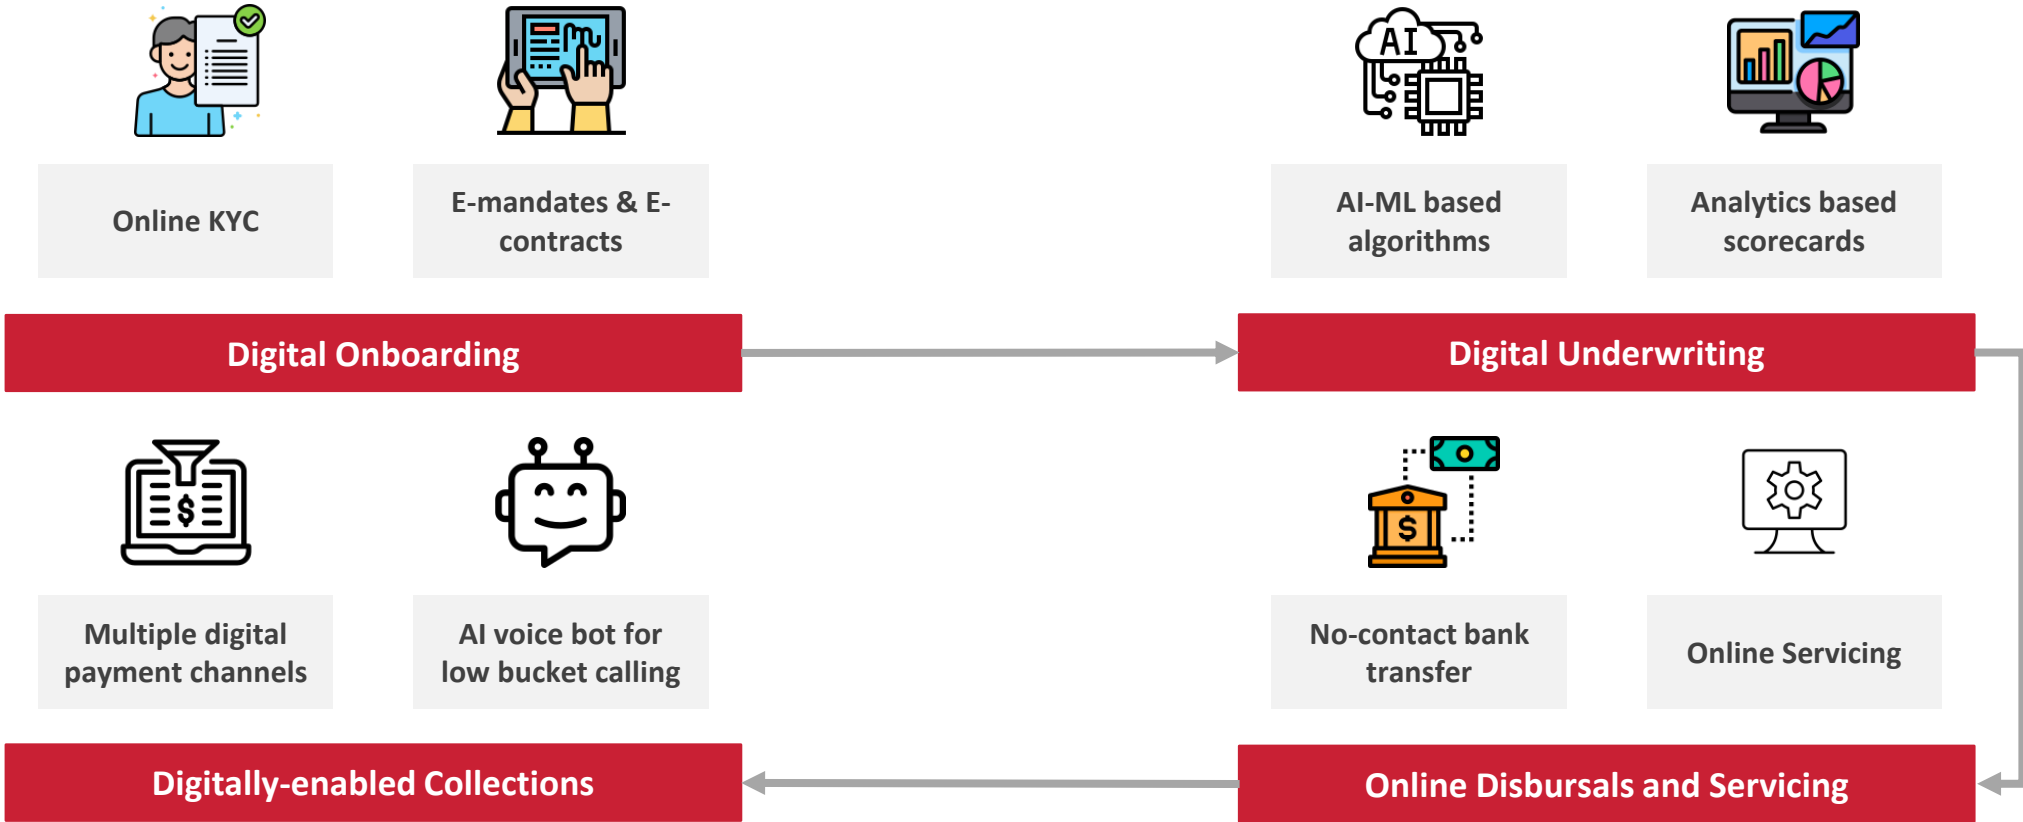 AI
Online KYC
E-mandates & E-
contracts
AI-ML based
algorithms
Analytics based
scorecards
Digital Onboarding
Digital Underwriting
$
$
Multiple digital
payment channels
AI voice bot for
low bucket calling
No-contact bank
transfer
Online Servicing
Digitally-enabled Collections
Online Disbursals and Servicing